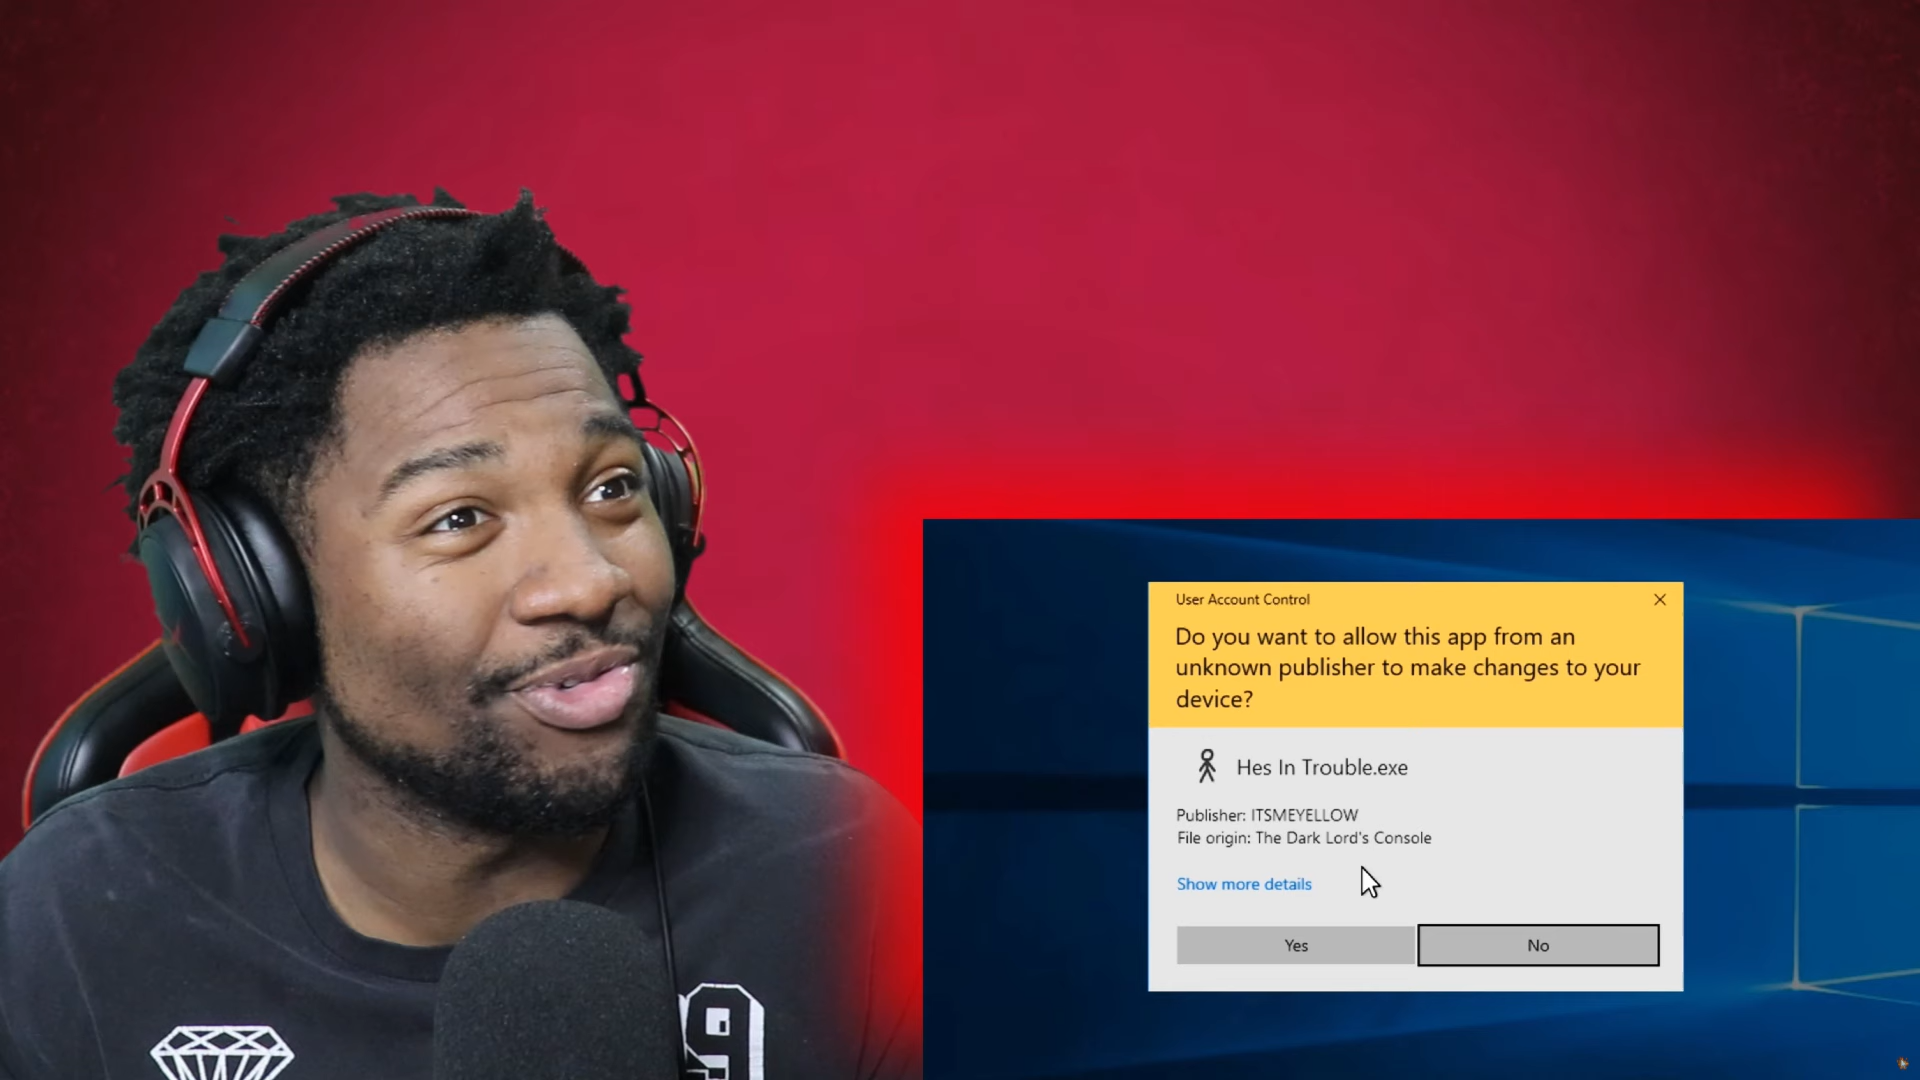 User Account Control
Do you want to allow this app from an
unknown publisher to make changes to your
device?
Hes In Trouble.exe
Publisher: ITSMEYELLOW
File origin: The Dark Lord's Console
Show more details
Yes
No
9